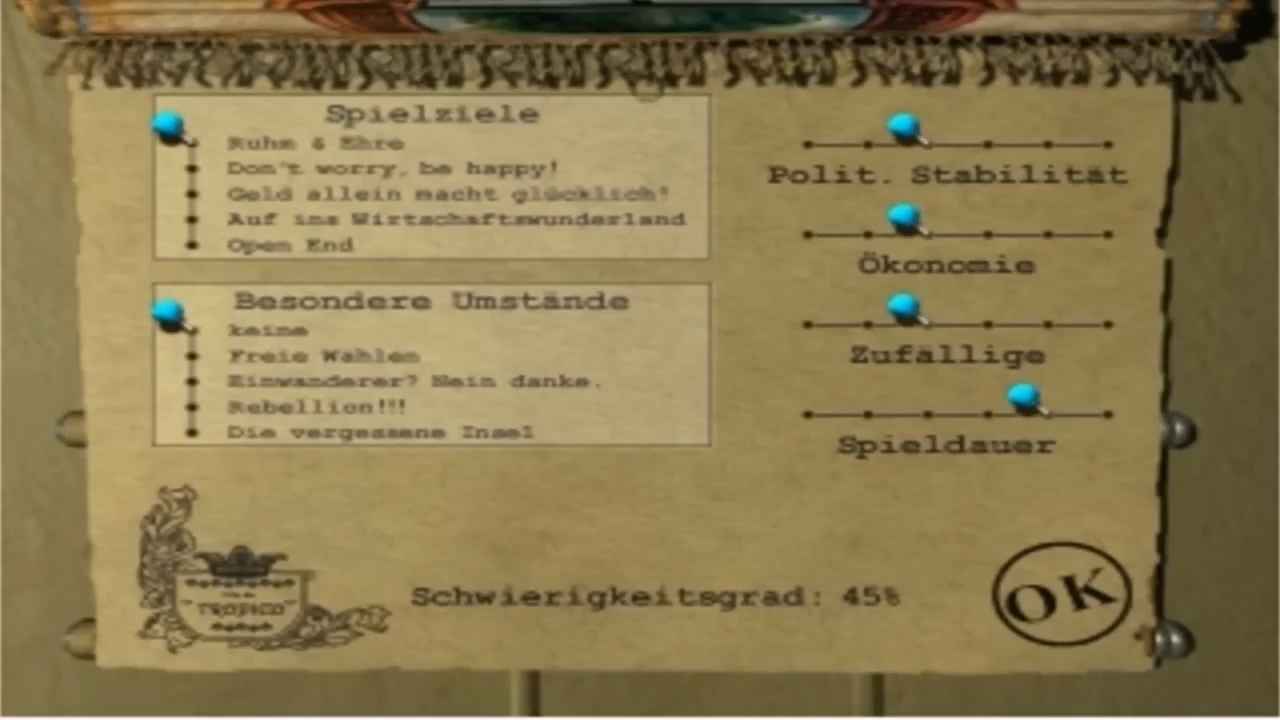 Spielziele
Ruhm & Ehre
Don't worry, be happy!
Geld allein macht glücklich!
Auf ins Wirtschaftswunderland
Open End
Besondere Umstände
keine
Freie Wahlen
Einwanderer? Nein danke.
Rebellion!!!
Die vergessene Insel
Polit. Stabilität
Ökonomie
Zufällige
Spieldauer
"TROPICO"
Schwierigkeitsgrad: 45%
OK